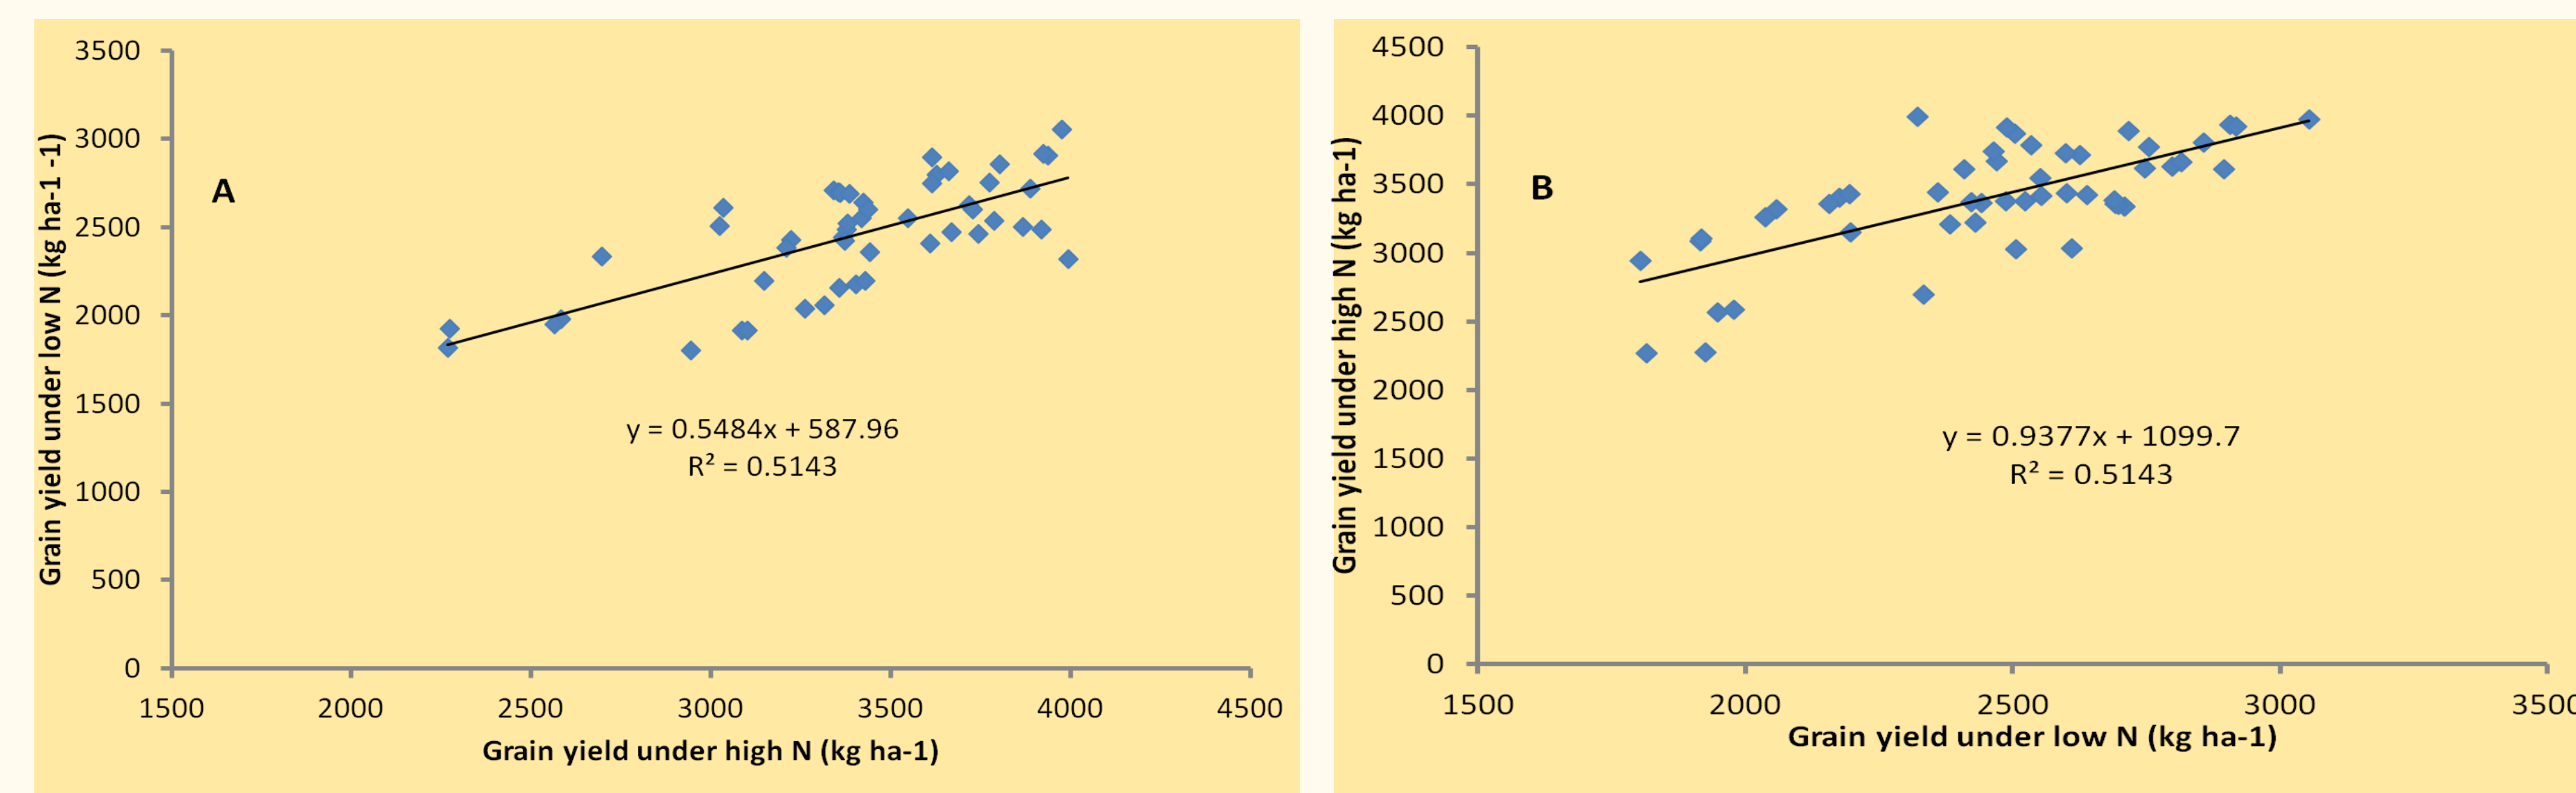 3500
3000
2500
2000
1500
1000
500
0
Grain yield under low N (kg ha-1 -1)
A
y = 0.5484x + 587.96
R² = 0.5143
1500 2000 2500 3000 3500 4000 4500
Grain yield under high N (kg ha-1)
4500
4000
3500
3000
2500
2000
1500
1000
500
0
Grain yield under high N (kg ha-1)
B
y = 0.9377x + 1099.7
R² = 0.5143
1500 2000 2500 3000 3500
Grain yield under low N (kg ha-1)